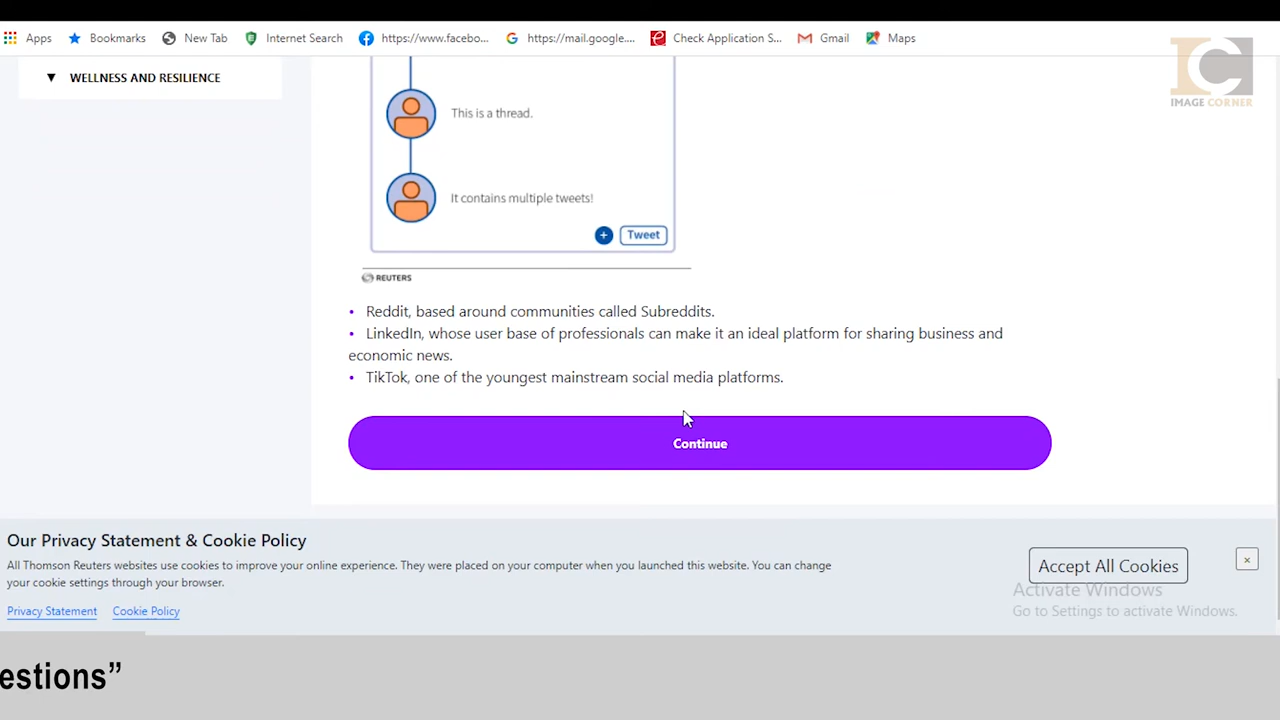 Apps Bookmarks New Tab Internet Search https://www.facebo... https://mail.google.... Check Application S... Gmail Maps
IC
IMAGE CORNER
▼ WELLNESS AND RESILIENCE
This is a thread.
It contains multiple tweets!
+ Tweet
REUTERS
• Reddit, based around communities called Subreddits.
• LinkedIn, whose user base of professionals can make it an ideal platform for sharing business and
economic news.
• TikTok, one of the youngest mainstream social media platforms.
Continue
Our Privacy Statement & Cookie Policy
All Thomson Reuters websites use cookies to improve your online experience. They were placed on your computer when you launched this website. You can change
your cookie settings through your browser.
Privacy Statement Cookie Policy
Accept All Cookies
×
Activate Windows
Go to Settings to activate Windows.
estions”